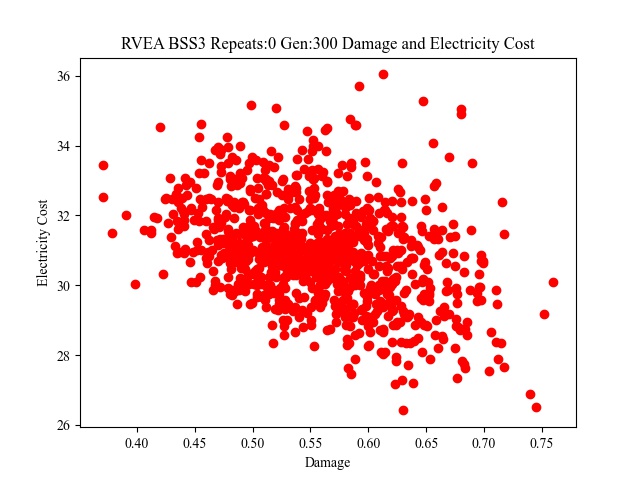 RVEA BSS3 Repeats:0 Gen:300 Damage and Electricity Cost
36
34
32
30
28
26
Electricity Cost
0.40 0.45 0.50 0.55 0.60 0.65 0.70 0.75
Damage